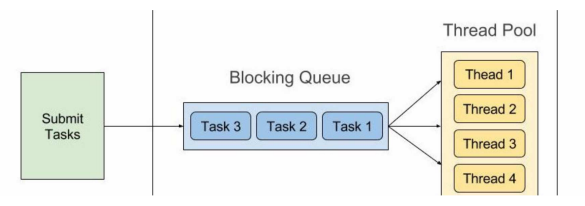 Thread Pool
Blocking Queue
Submit
Tasks
Task 3
Task 2
Task 1
Thead 1
Thread 2
Thread 3
Thread 4